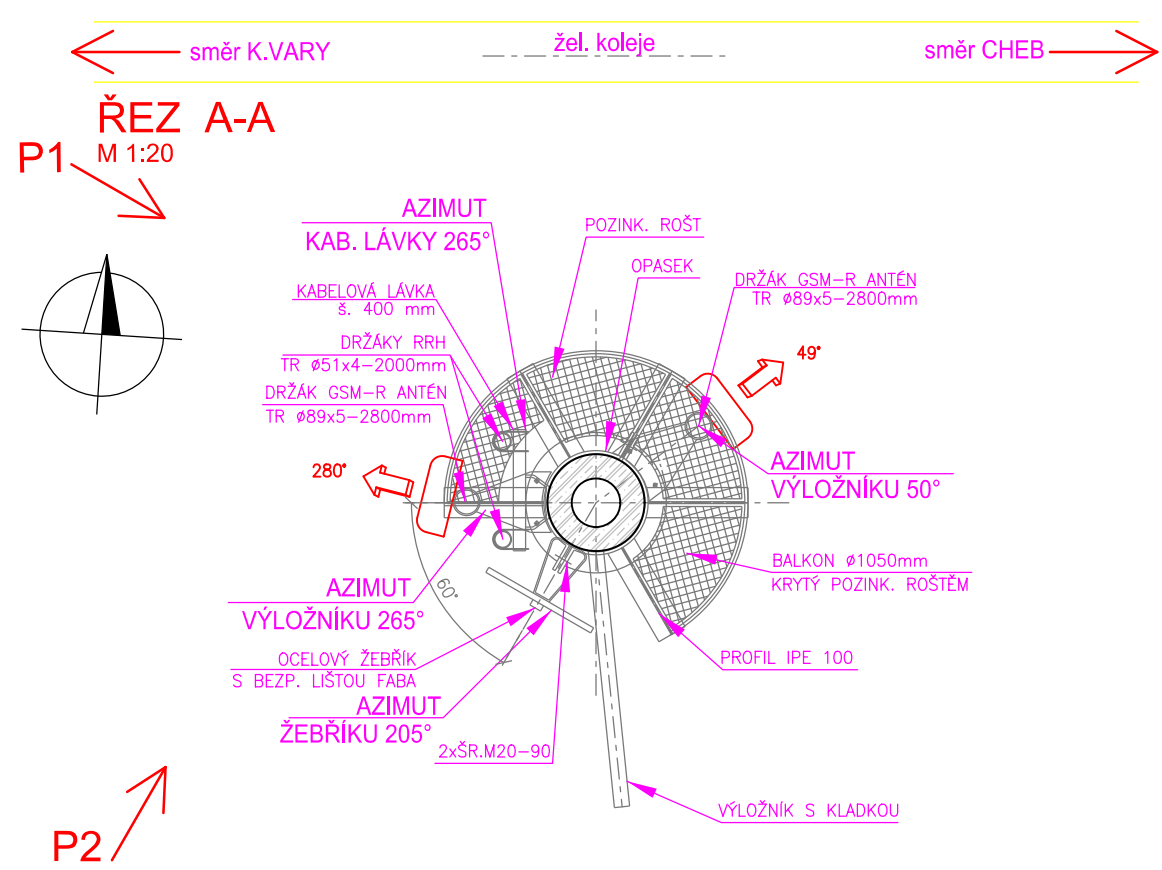 směr K.VARY
žel. koleje
směr CHEB
ŘEZ A-A
M 1:20
P1
AZIMUT
KAB. LÁVKY 265°
POZINK. ROŠT
OPASEK
KABELOVÁ LÁVKA
š. 400 mm
DRŽÁK GSM-R ANTÉN
TR ø89x5-2800mm
DRŽÁKY RRH
TR ø51x4-2000mm
49°
DRŽÁK GSM-R ANTÉN
TR ø89x5-2800mm
280°
AZIMUT
VÝLOŽNÍKU 50°
BALKON ø1050mm
KRYTÝ POZINK. ROŠTĚM
60°
AZIMUT
VÝLOŽNÍKU 265°
OCELOVÝ ŽEBŘÍK
S BEZP. LIŠTOU FABA
PROFIL IPE 100
AZIMUT
ŽEBŘÍKU 205°
2xŠR.M20-90
VÝLOŽNÍK S KLADKOU
P2